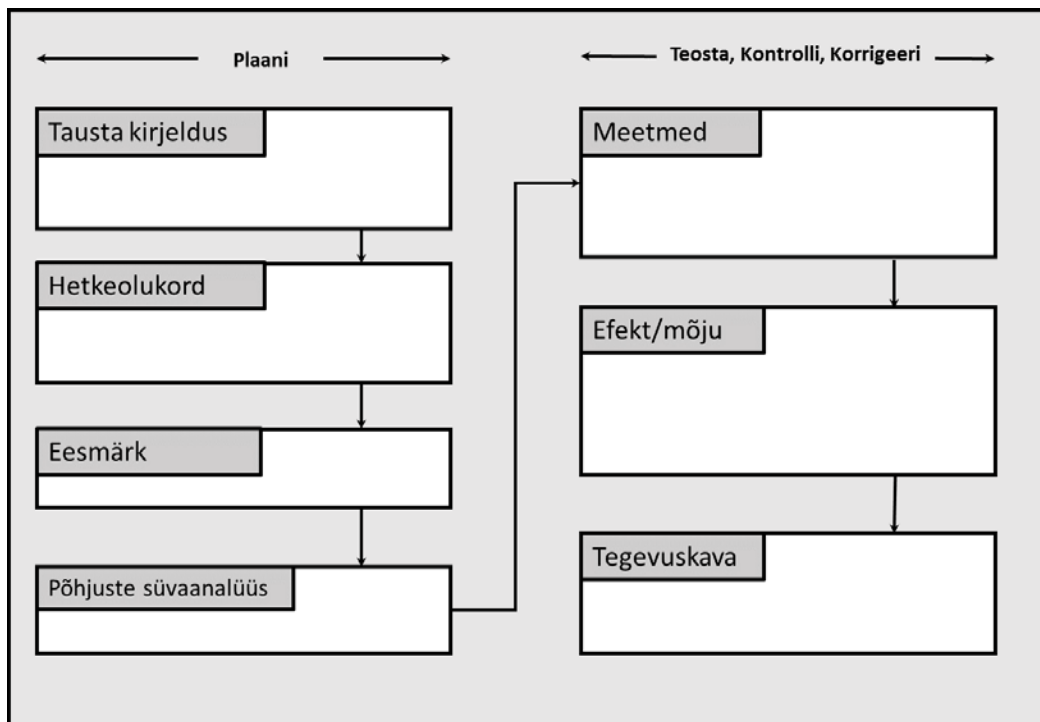 Plaani
Tausta kirjeldus
Hetkeolukord
Eesmärk
Põhjuste süvaanalüüs
Teosta, Kontrolli, Korrigeeri
Meetmed
Efekt/mõju
Tegevuskava